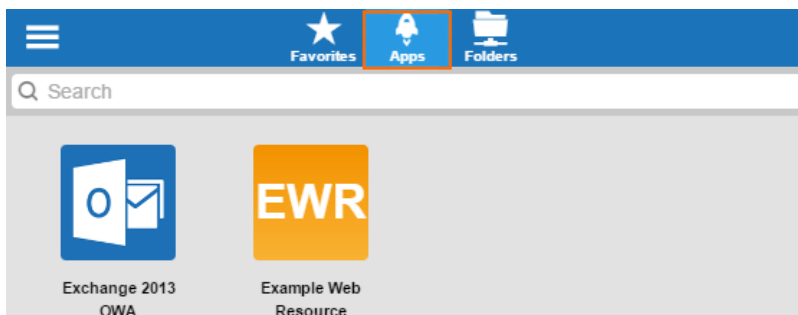 Favorites Apps Folders
Search
O
EWR
Exchange 2013
OWA
Example Web
Resource